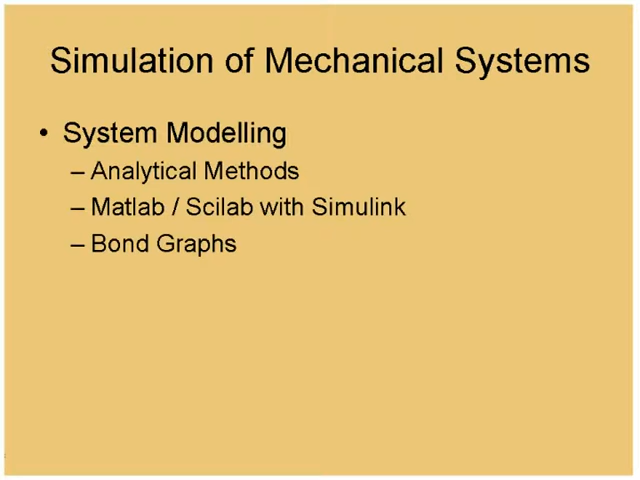 Simulation of Mechanical Systems
• System Modelling
– Analytical Methods
– Matlab / Scilab with Simulink
– Bond Graphs